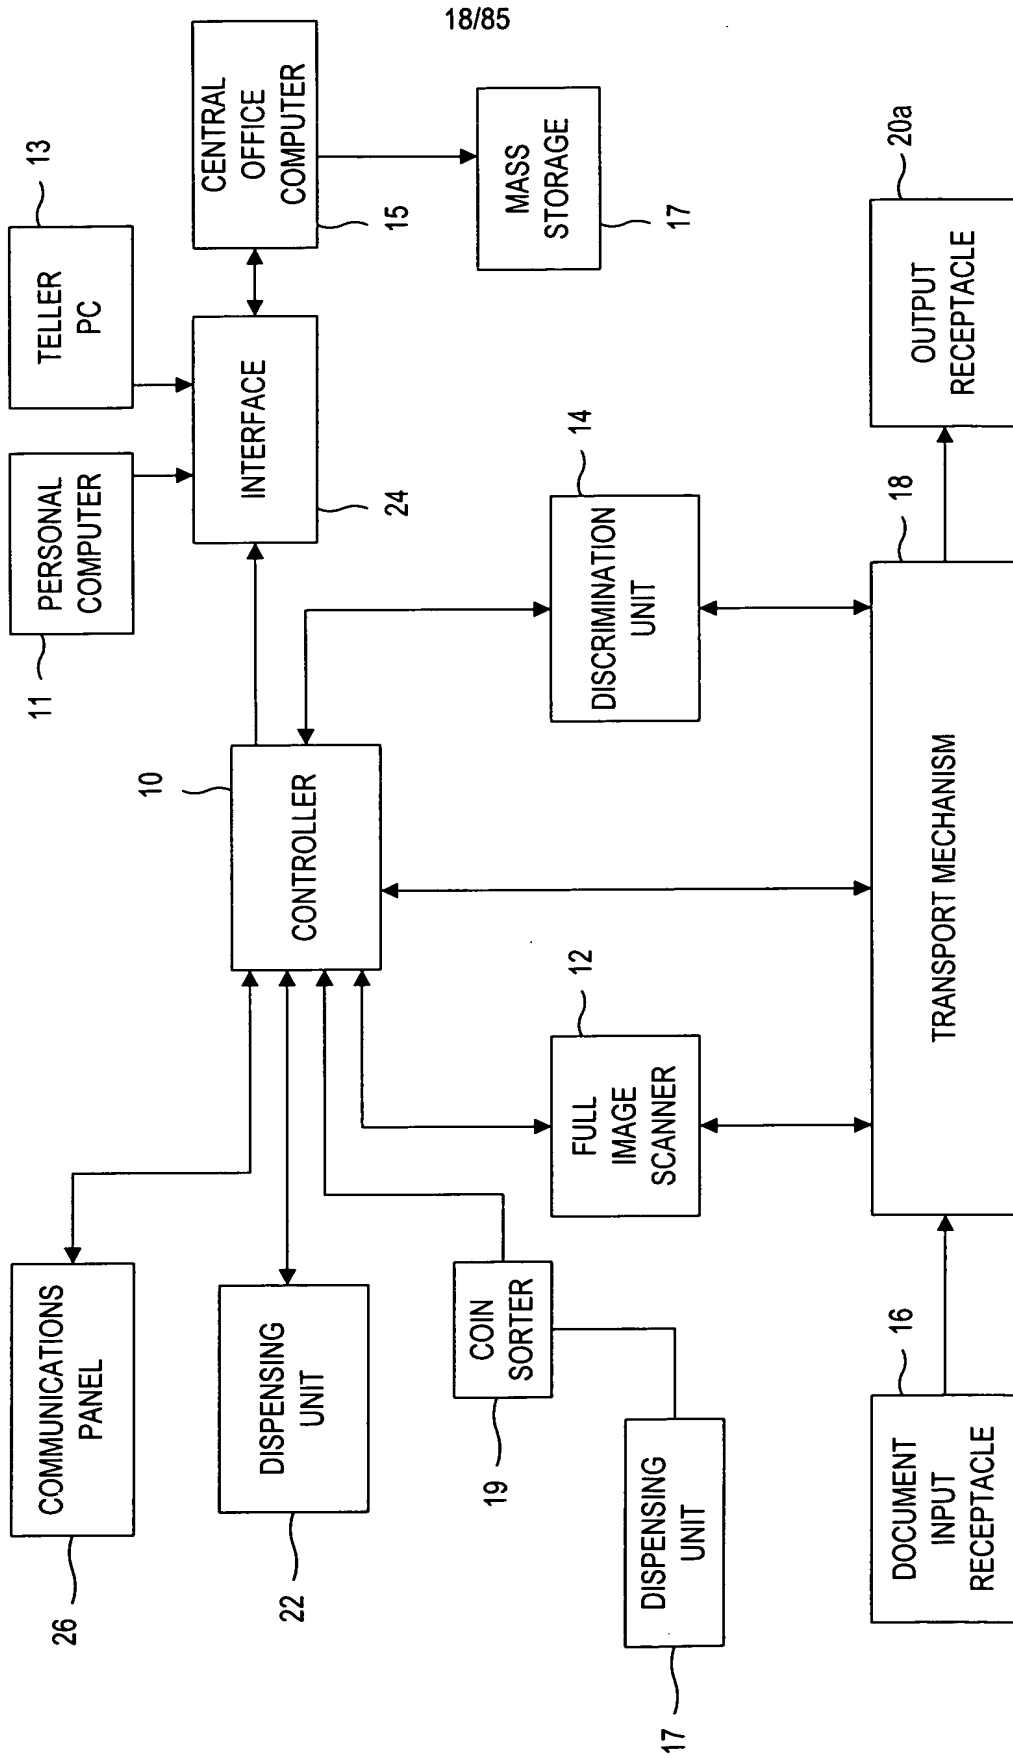 18/85
COMMUNICATIONS
PANEL
26
DISPENSING
UNIT
22
COIN
SORTER
19
DISPENSING
UNIT
17
DOCUMENT
INPUT
RECEPTACLE
16
FULL
IMAGE
SCANNER
12
CONTROLLER
10
TRANSPORT MECHANISM
18
DISCRIMINATION
UNIT
14
PERSONAL
COMPUTER
11
TELLER
PC
13
INTERFACE
24
CENTRAL
OFFICE
COMPUTER
15
MASS
STORAGE
17
OUTPUT
RECEPTACLE
20a